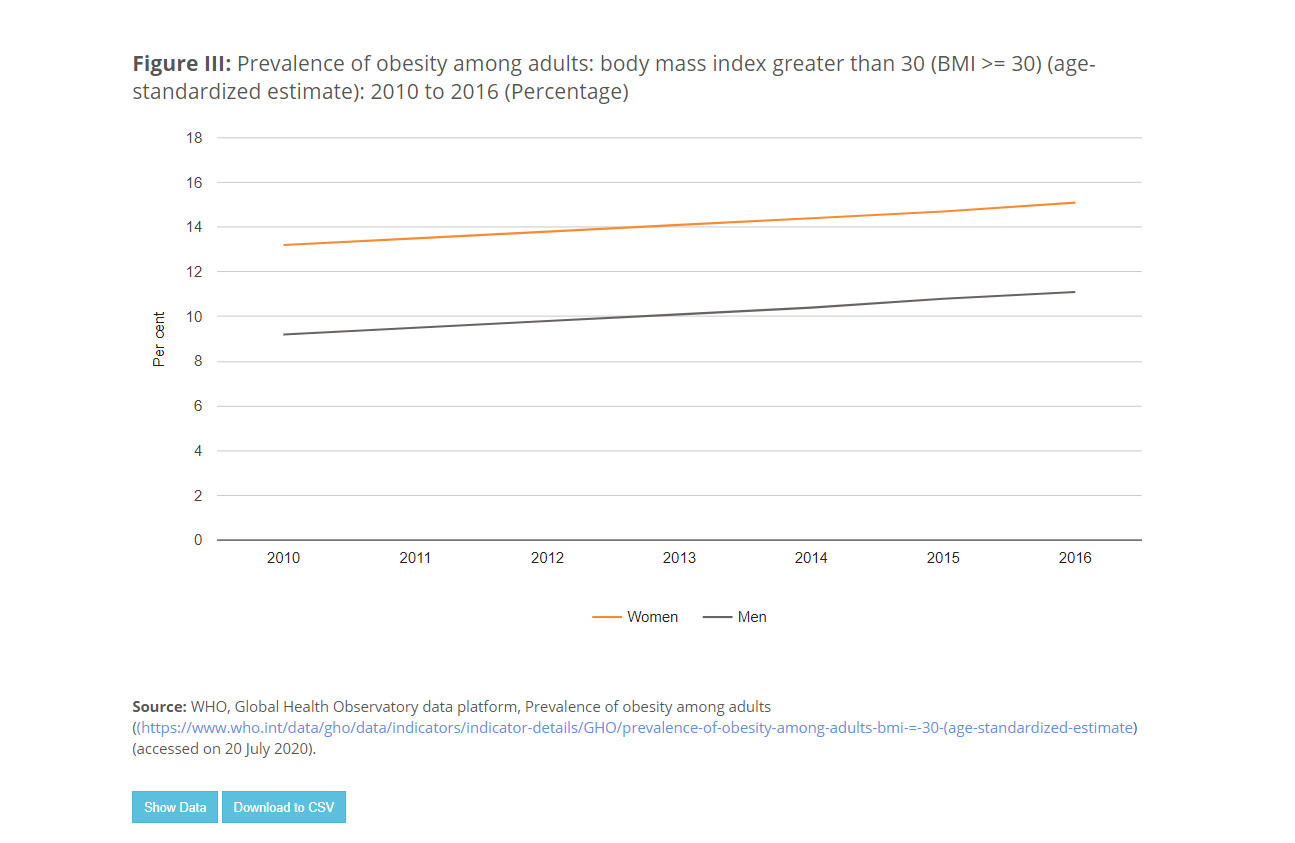 Figure III: Prevalence of obesity among adults: body mass index greater than 30 (BMI >= 30) (age-
standardized estimate): 2010 to 2016 (Percentage)
18
16
14
12
10
8
6
4
2
0
Per cent
2010 2011 2012 2013 2014 2015 2016
Women Men
Source: WHO, Global Health Observatory data platform, Prevalence of obesity among adults
((https://www.who.int/data/gho/data/indicators/indicator-details/GHO/prevalence-of-obesity-among-adults-bmi-=-30-(age-standardized-estimate)
(accessed on 20 July 2020).
Show Data Download to CSV